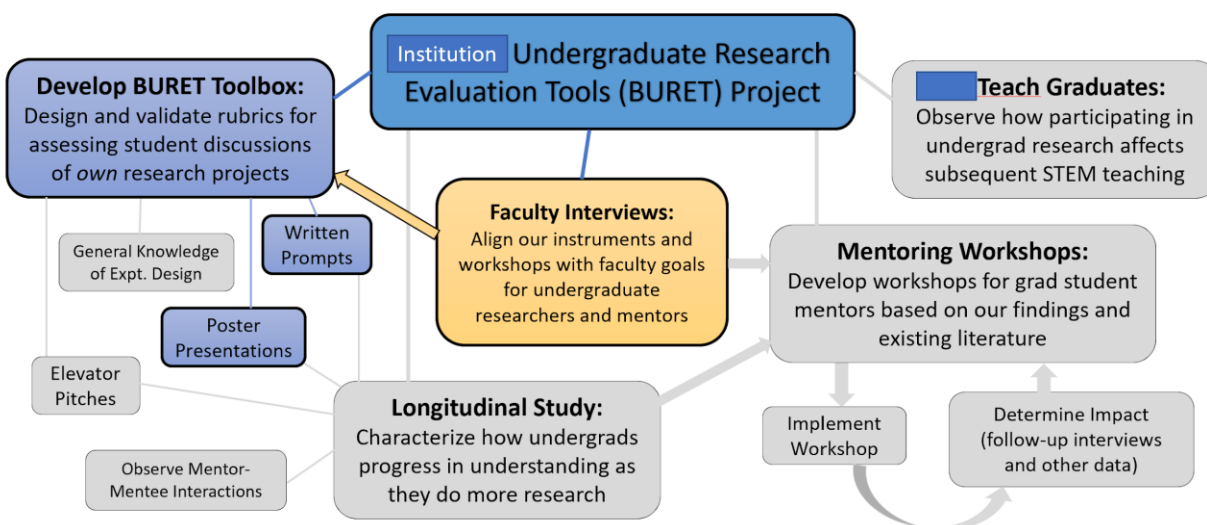 Institution Undergraduate Research
Evaluation Tools (BURET) Project
Develop BURET Toolbox:
Design and validate rubrics for
assessing student discussions
of own research projects
Teach Graduates:
Observe how participating in
undergrad research affects
subsequent STEM teaching
Faculty Interviews:
Align our instruments and
workshops with faculty goals
for undergraduate
researchers and mentors
General Knowledge
of Expt. Design
Written
Prompts
Poster
Presentations
Elevator
Pitches
Mentoring Workshops:
Develop workshops for grad student
mentors based on our findings and
existing literature
Longitudinal Study:
Characterize how undergrads
progress in understanding as
they do more research
Observe Mentor-
Mentee Interactions
Implement
Workshop
Determine Impact
(follow-up interviews
and other data)